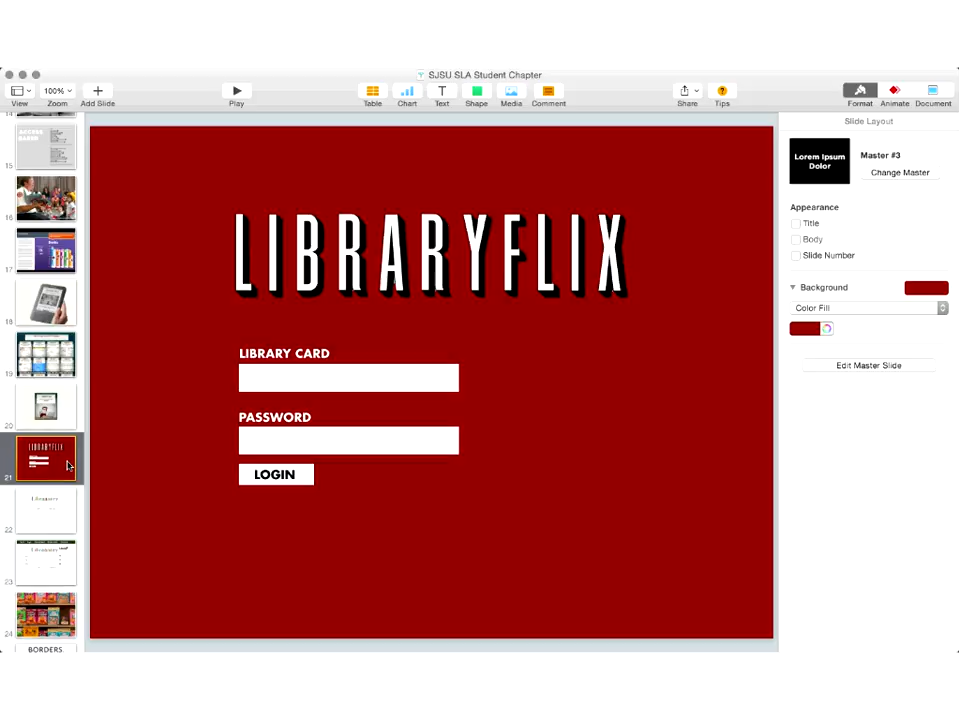 SJSU SLA Student Chapter
100%
View
Zoom
Add Slide
Play
Table
Chart
Text
Shape
Media
Comment
Share
Tips
Format
Animate
Document
Slide Layout
Lorem Ipsum
Dolor
Master #3
Change Master
Appearance
Title
Body
Slide Number
Background
Color Fill
Edit Master Slide
14
ACCESS
15
16
17
18
19
20
LIBRARYFLIX
21
22
23
24
BORDERS
LIBRARYFLIX
LIBRARY CARD
PASSWORD
LOGIN